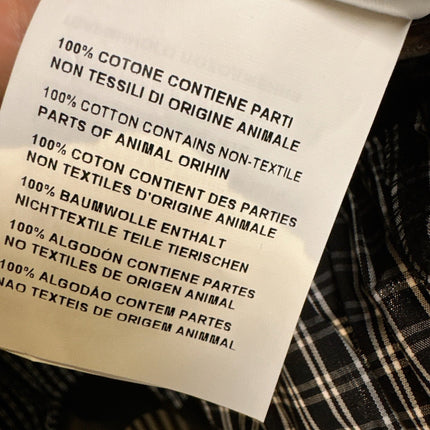 100% COTONE CONTIENE PARTI
NON TESSILI DI ORIGINE ANIMALE
100% COTTON CONTAINS NON-TEXTILE
PARTS OF ANIMAL ORIHIN
100% COTON CONTIENT DES PARTIES
NON TEXTILES D'ORIGINE ANIMALE
100% BAUMWOLLE ENTHALT
NICHTTEXTILE TEILE TIERISCHEN
100% ALGODÓN CONTIENE PARTES
NO TEXTILES DE ORIGEN ANIMAL
100% ALGODÃO CONTEM PARTES
NAO TEXTEIS DE ORIGEM ANIMMAL